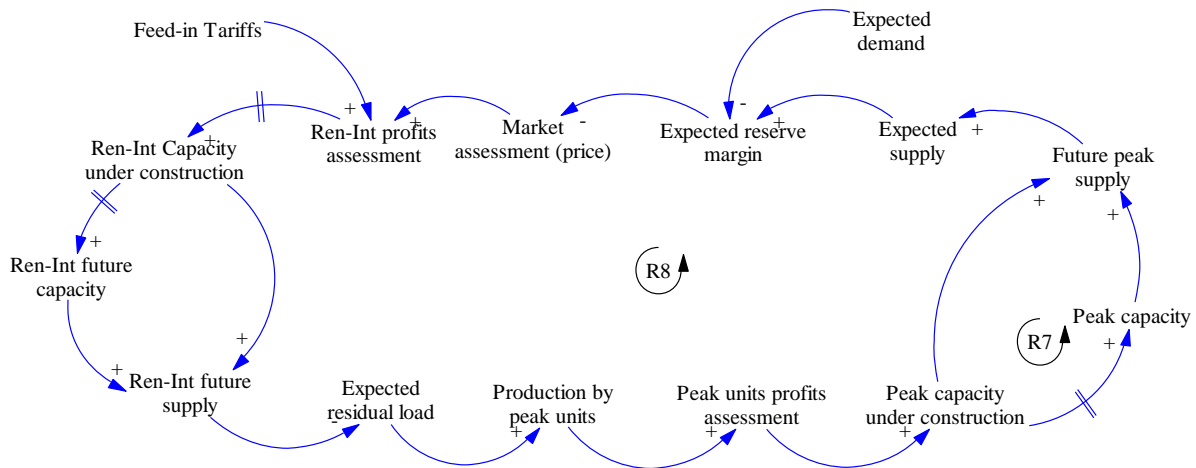 Feed-in Tariffs
Expected
demand
Ren-Int profits
assessment
Market
assessment (price)
Expected reserve
margin
Expected
supply
Future peak
supply
Ren-Int Capacity
under construction
Ren-Int future
capacity
Ren-Int future
supply
Expected
residual load
Production by
peak units
Peak units profits
assessment
Peak capacity
under construction
Peak capacity
R8
R7
+
+
-
-
+
+
+
+
+
+
+
-
+
+
+
+
+
+